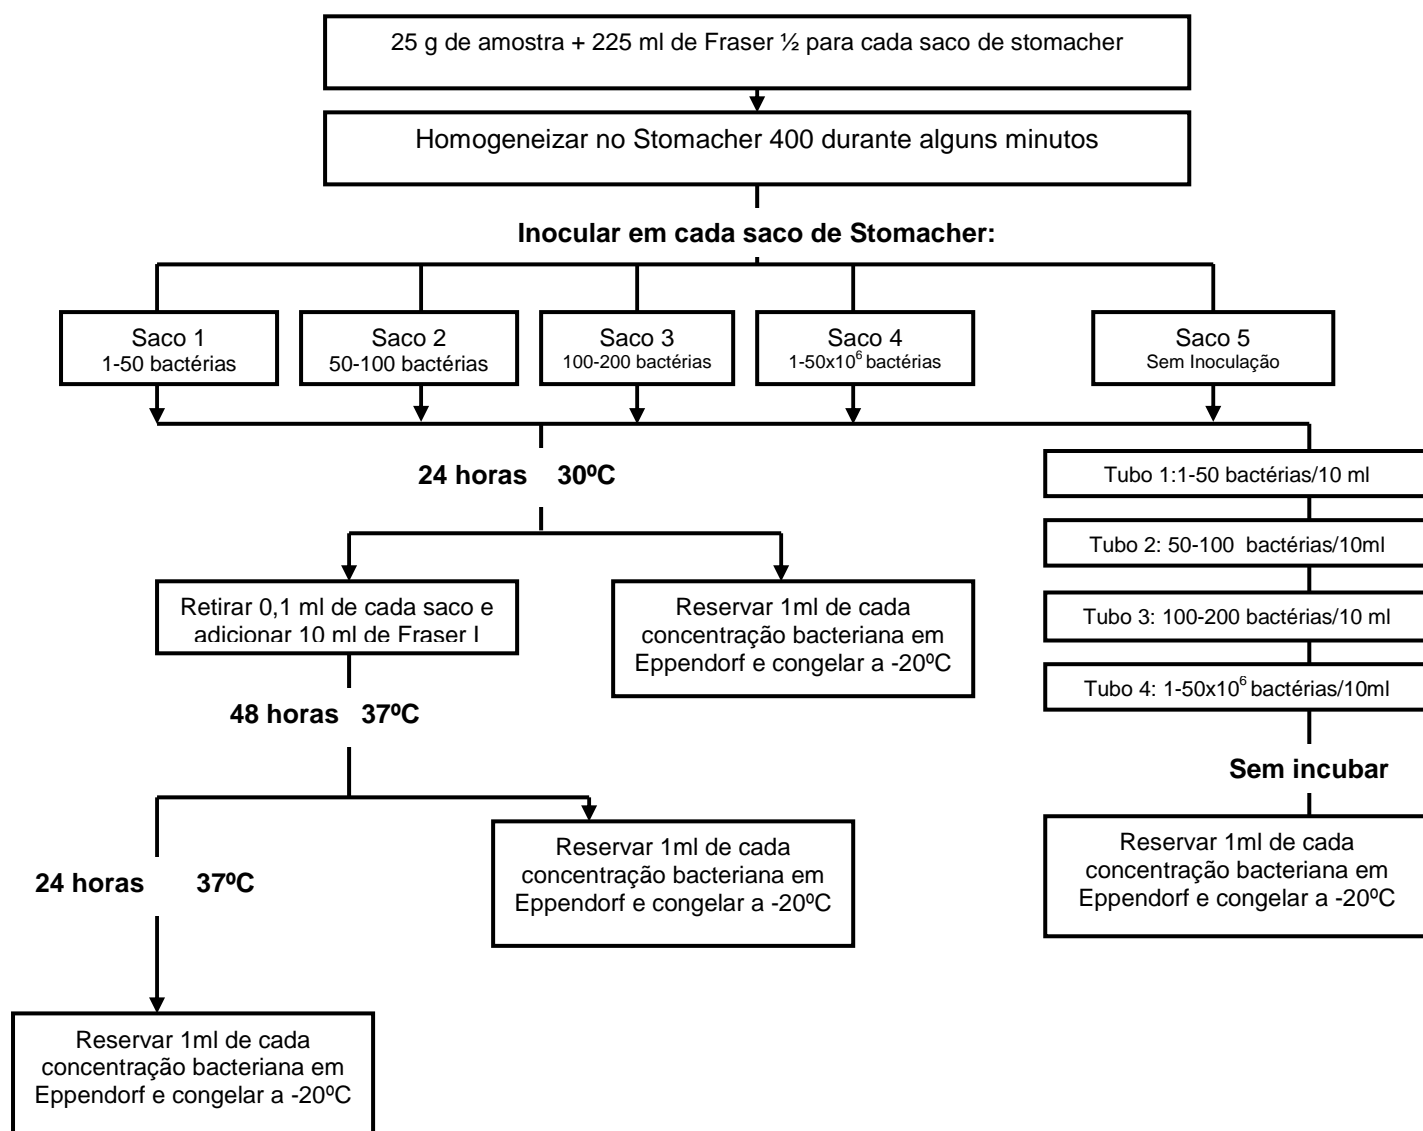 25 g de amostra + 225 ml de Fraser ½ para cada saco de stomacher
Homogeneizar no Stomacher 400 durante alguns minutos
Inocular em cada saco de Stomacher:
Saco 1
1-50 bactérias
Saco 2
50-100 bactérias
Saco 3
100-200 bactérias
Saco 4
1-50x10⁶ bactérias
Saco 5
Sem Inoculação
24 horas 30ºC
Tubo 1:1-50 bactérias/10 ml
Tubo 2: 50-100 bactérias/10ml
Tubo 3: 100-200 bactérias/10 ml
Tubo 4: 1-50x10⁶ bactérias/10ml
Retirar 0,1 ml de cada saco e
adicionar 10 ml de Fraser I
Reservar 1ml de cada
concentração bacteriana em
Eppendorf e congelar a -20ºC
48 horas 37ºC
Sem incubar
Reservar 1ml de cada
concentração bacteriana em
Eppendorf e congelar a -20ºC
Reservar 1ml de cada
concentração bacteriana em
Eppendorf e congelar a -20ºC
24 horas 37ºC
Reservar 1ml de cada
concentração bacteriana em
Eppendorf e congelar a -20ºC